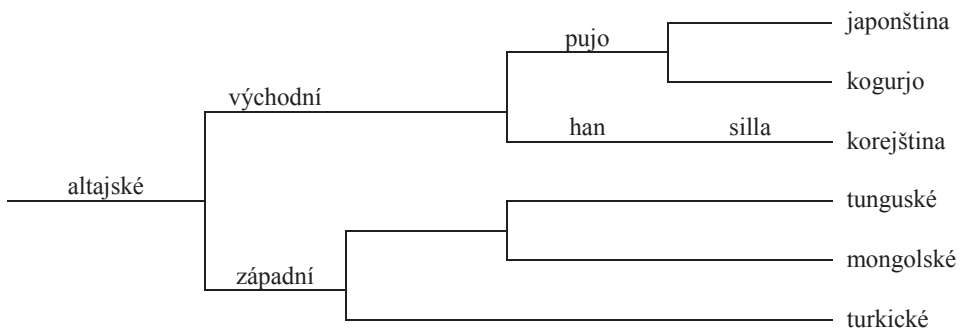 japonština
pujo
kogurjo
východní
han silla korejština
altajské
tunguské
mongolské
západní
turkické